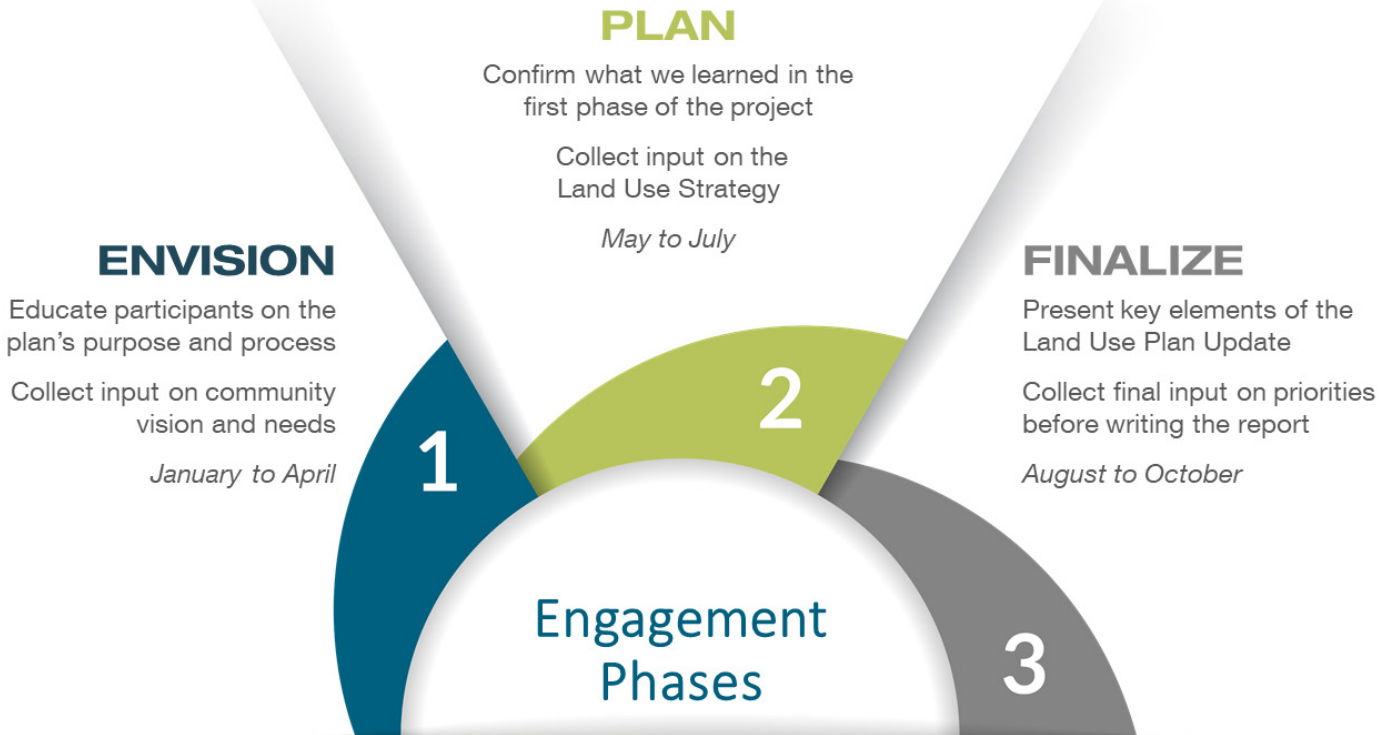 ENVISION
Educate participants on the
plan’s purpose and process
Collect input on community
vision and needs
January to April
1
PLAN
Confirm what we learned in the
first phase of the project
Collect input on the
Land Use Strategy
May to July
2
FINALIZE
Present key elements of the
Land Use Plan Update
Collect final input on priorities
before writing the report
August to October
3
Engagement
Phases